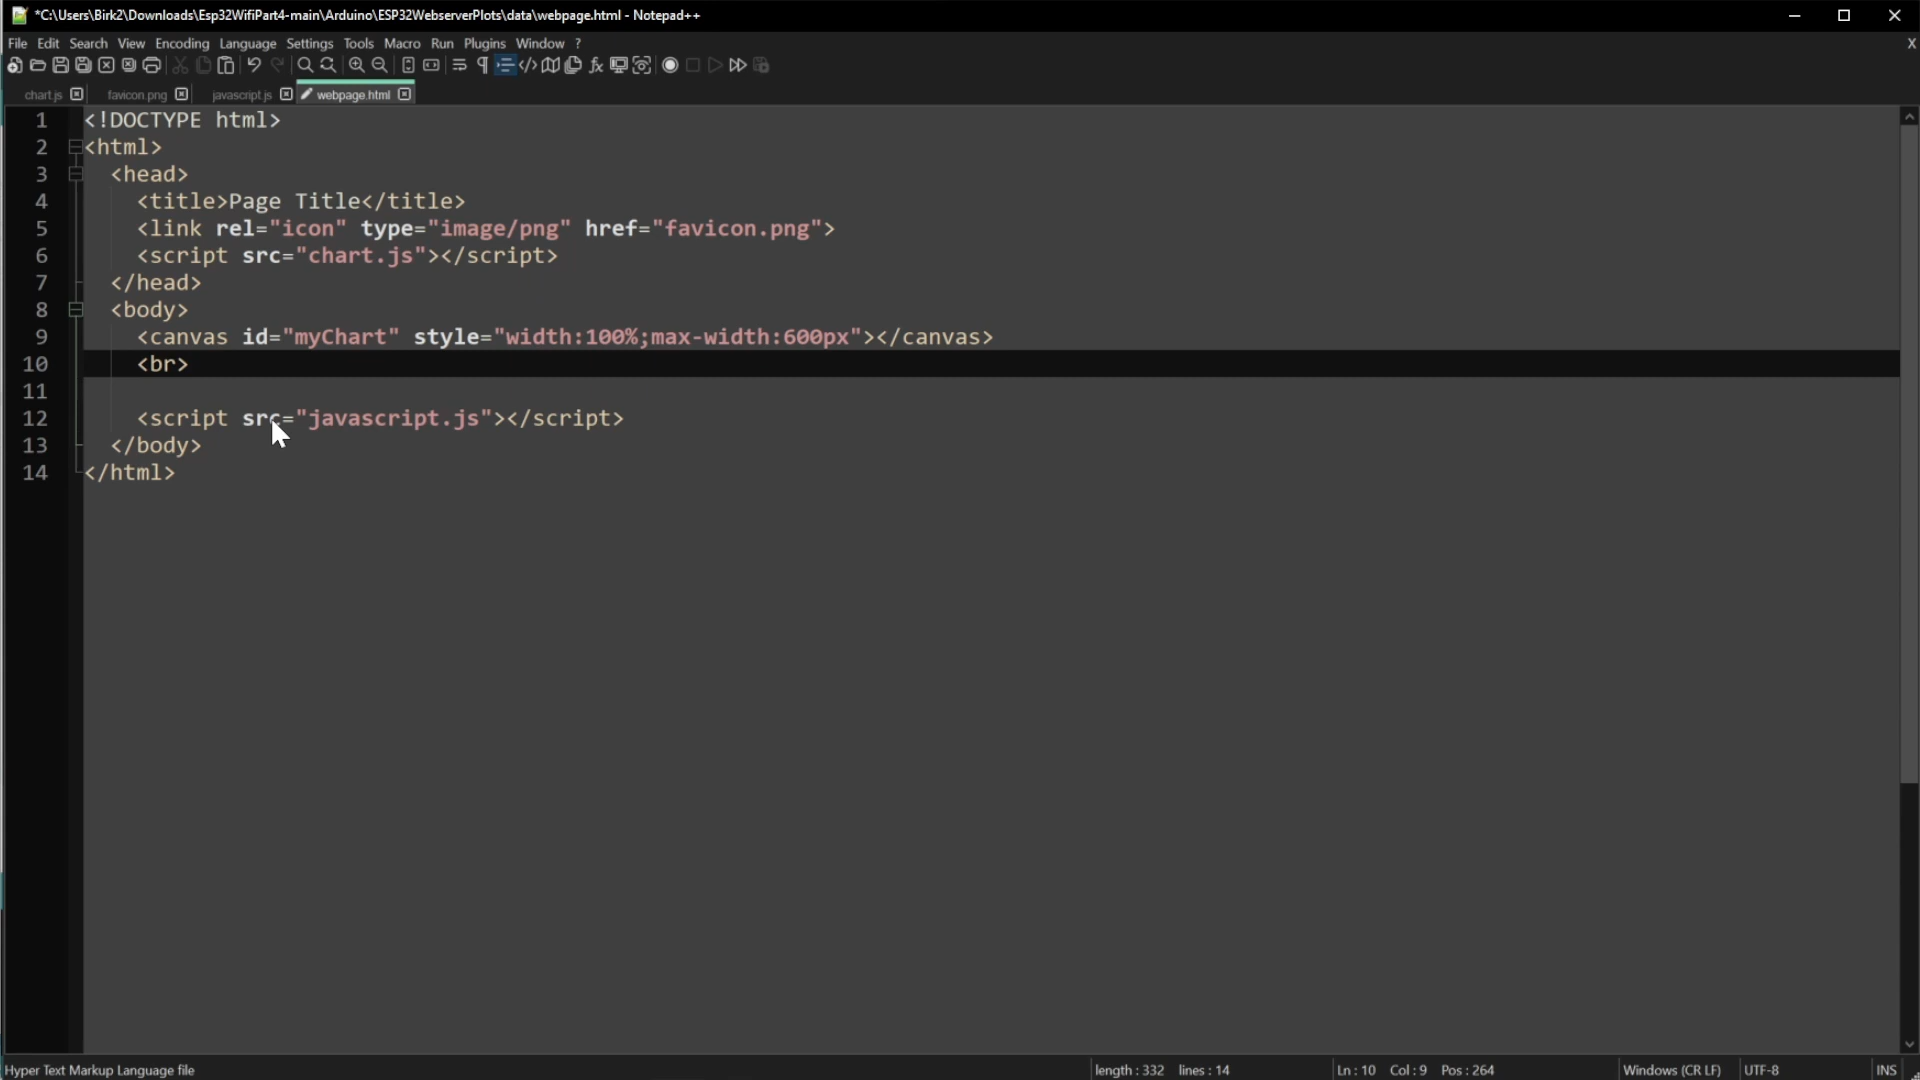 *C:\Users\Birk2\Downloads\Esp32WifiPart4-main\Arduino\ESP32WebserverPlots\data\webpage.html - Notepad++
File Edit Search View Encoding Language Settings Tools Macro Run Plugins Window ? X
chart.js favicon.png javascript.js webpage.html
1 <!DOCTYPE html>
2 <html>
3 <head>
4 <title>Page Title</title>
5 <link rel="icon" type="image/png" href="favicon.png">
6 <script src="chart.js"></script>
7 </head>
8 <body>
9 <canvas id="myChart" style="width:100%;max-width:600px"></canvas>
10 <br>
11
12 <script src="javascript.js"></script>
13 </body>
14 </html>
Hyper Text Markup Language file length : 332 lines : 14 Ln : 10 Col : 9 Pos : 264 Windows (CR LF) UTF-8 INS